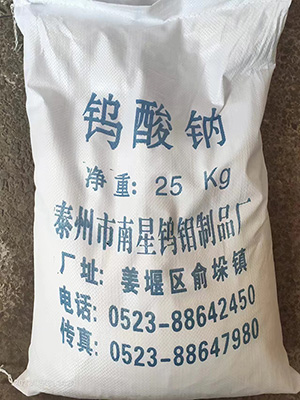 钨酸钠
净重: 25 Kg
泰州市南星钨钼制品厂
厂址: 姜堰区俞垛镇
电话: 0523-88642450
传真: 0523-88647980